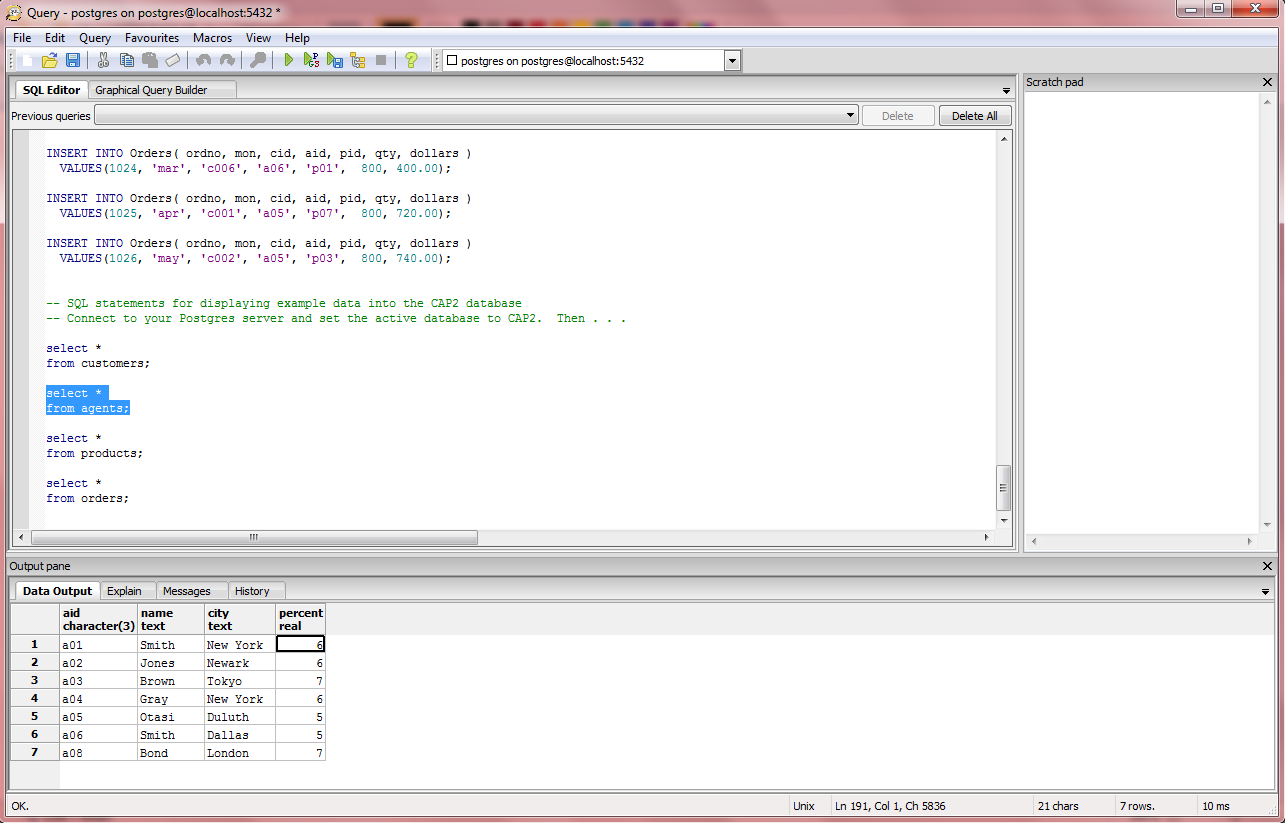 Query - postgres on postgres@localhost:5432 *
File Edit Query Favourites Macros View Help
postgres on postgres@localhost:5432
SQL Editor Graphical Query Builder
Previous queries Delete Delete All
INSERT INTO Orders( ordno, mon, cid, aid, pid, qty, dollars )
VALUES(1024, 'mar', 'c006', 'a06', 'p01', 800, 400.00);
INSERT INTO Orders( ordno, mon, cid, aid, pid, qty, dollars )
VALUES(1025, 'apr', 'c001', 'a05', 'p07', 800, 720.00);
INSERT INTO Orders( ordno, mon, cid, aid, pid, qty, dollars )
VALUES(1026, 'may', 'c002', 'a05', 'p03', 800, 740.00);
-- SQL statements for displaying example data into the CAP2 database
-- Connect to your Postgres server and set the active database to CAP2. Then . . .
select *
from customers;
select *
from agents;
select *
from products;
select *
from orders;
Scratch pad
Output pane
Data Output Explain Messages History
aid name city percent
character(3) text text real
1 a01 Smith New York 6
2 a02 Jones Newark 6
3 a03 Brown Tokyo 7
4 a04 Gray New York 6
5 a05 Otasi Duluth 5
6 a06 Smith Dallas 5
7 a08 Bond London 7
OK. Unix Ln 191, Col 1, Ch 5836 21 chars 7 rows. 10 ms